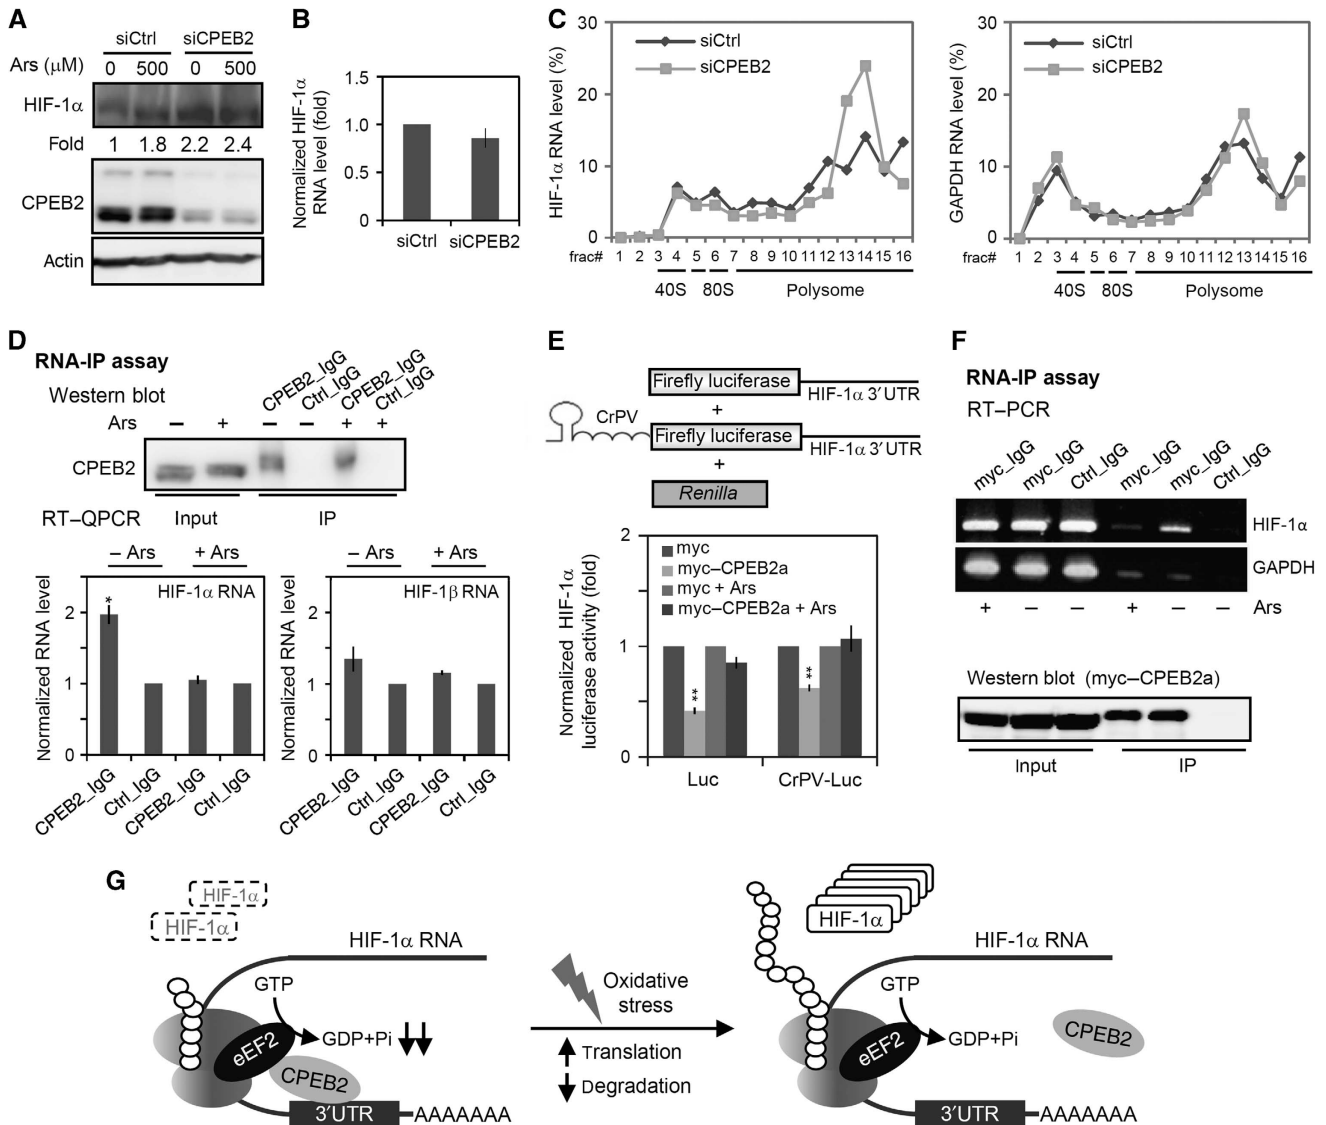 A
siCtrl siCPEB2
Ars (μM) 0 500 0 500
HIF-1α
Fold 1 1.8 2.2 2.4
CPEB2
Actin
B
Normalized HIF-1α
RNA level (fold)
1.5
1.0
0.5
0
siCtrl siCPEB2
C
HIF-1α RNA level (%)
30
20
10
0
siCtrl
siCPEB2
frac# 1 2 3 4 5 6 7 8 9 10 11 12 13 14 15 16
40S 80S Polysome
GAPDH RNA level (%)
30
20
10
0
siCtrl
siCPEB2
frac# 1 2 3 4 5 6 7 8 9 10 11 12 13 14 15 16
40S 80S Polysome
D
RNA-IP assay
Western blot
CPEB2_IgG Ctrl_IgG CPEB2_IgG Ctrl_IgG
Ars – + – – + +
CPEB2
Input IP
RT–QPCR
– Ars + Ars
HIF-1α RNA
Normalized RNA level
2
1
0
*
CPEB2_IgG Ctrl_IgG CPEB2_IgG Ctrl_IgG
– Ars + Ars
HIF-1β RNA
Normalized RNA level
2
1
0
CPEB2_IgG Ctrl_IgG CPEB2_IgG Ctrl_IgG
E
Firefly luciferase HIF-1α 3′UTR
+
CrPV Firefly luciferase HIF-1α 3′UTR
+
Renilla
Normalized HIF-1α
luciferase activity (fold)
2
1
0
myc
myc–CPEB2a
myc + Ars
myc–CPEB2a + Ars
** **
Luc CrPV-Luc
F
RNA-IP assay
RT–PCR
myc_IgG myc_IgG Ctrl_IgG myc_IgG myc_IgG Ctrl_IgG
HIF-1α
GAPDH
+ – – + – – Ars
Western blot (myc–CPEB2a)
Input IP
G
HIF-1α
HIF-1α
HIF-1α RNA
GTP
GDP+Pi
eEF2
CPEB2
3′UTR AAAAAAA
Oxidative
stress
Translation
Degradation
HIF-1α
HIF-1α RNA
GTP
GDP+Pi
eEF2
CPEB2
3′UTR AAAAAAA